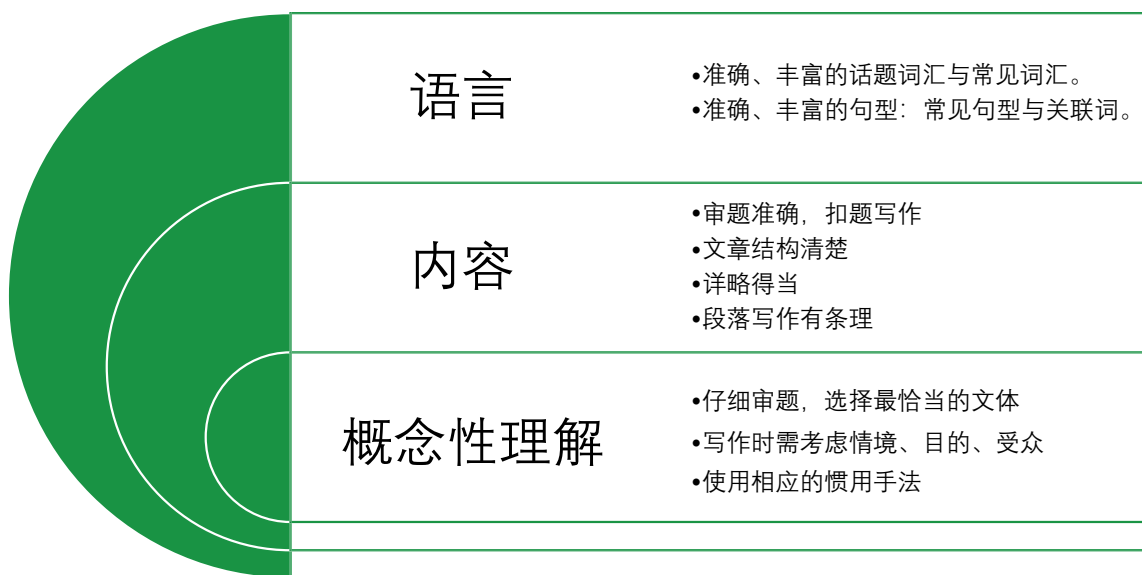 语言
•准确、丰富的话题词汇与常见词汇。
•准确、丰富的句型：常见句型与关联词。
内容
•审题准确，扣题写作
•文章结构清楚
•详略得当
•段落写作有条理
概念性理解
•仔细审题，选择最恰当的文体
•写作时需考虑情境、目的、受众
•使用相应的惯用手法